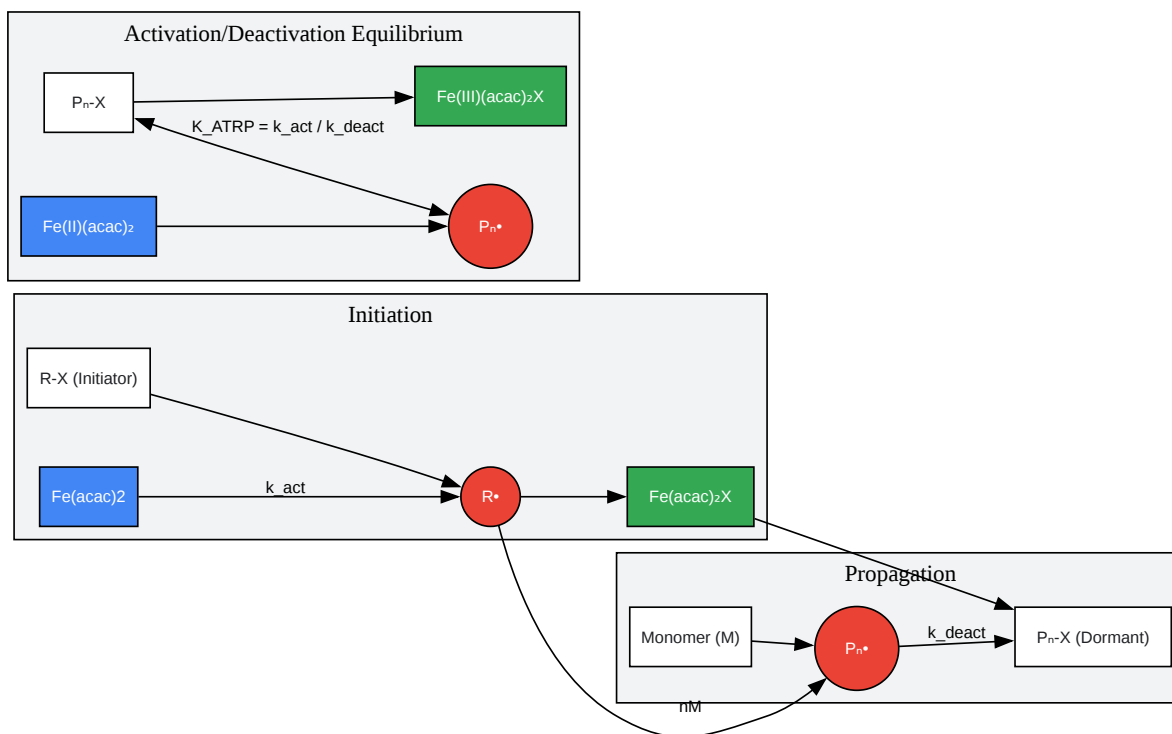 Activation/Deactivation Equilibrium
Pₙ-X
Fe(III)(acac)₂X
K_ATRP = k_act / k_deact
Fe(II)(acac)₂
Pₙ•
Initiation
R-X (Initiator)
Fe(acac)2
k_act
R•
Fe(acac)₂X
Propagation
Monomer (M)
Pₙ•
k_deact
Pₙ-X (Dormant)
nM